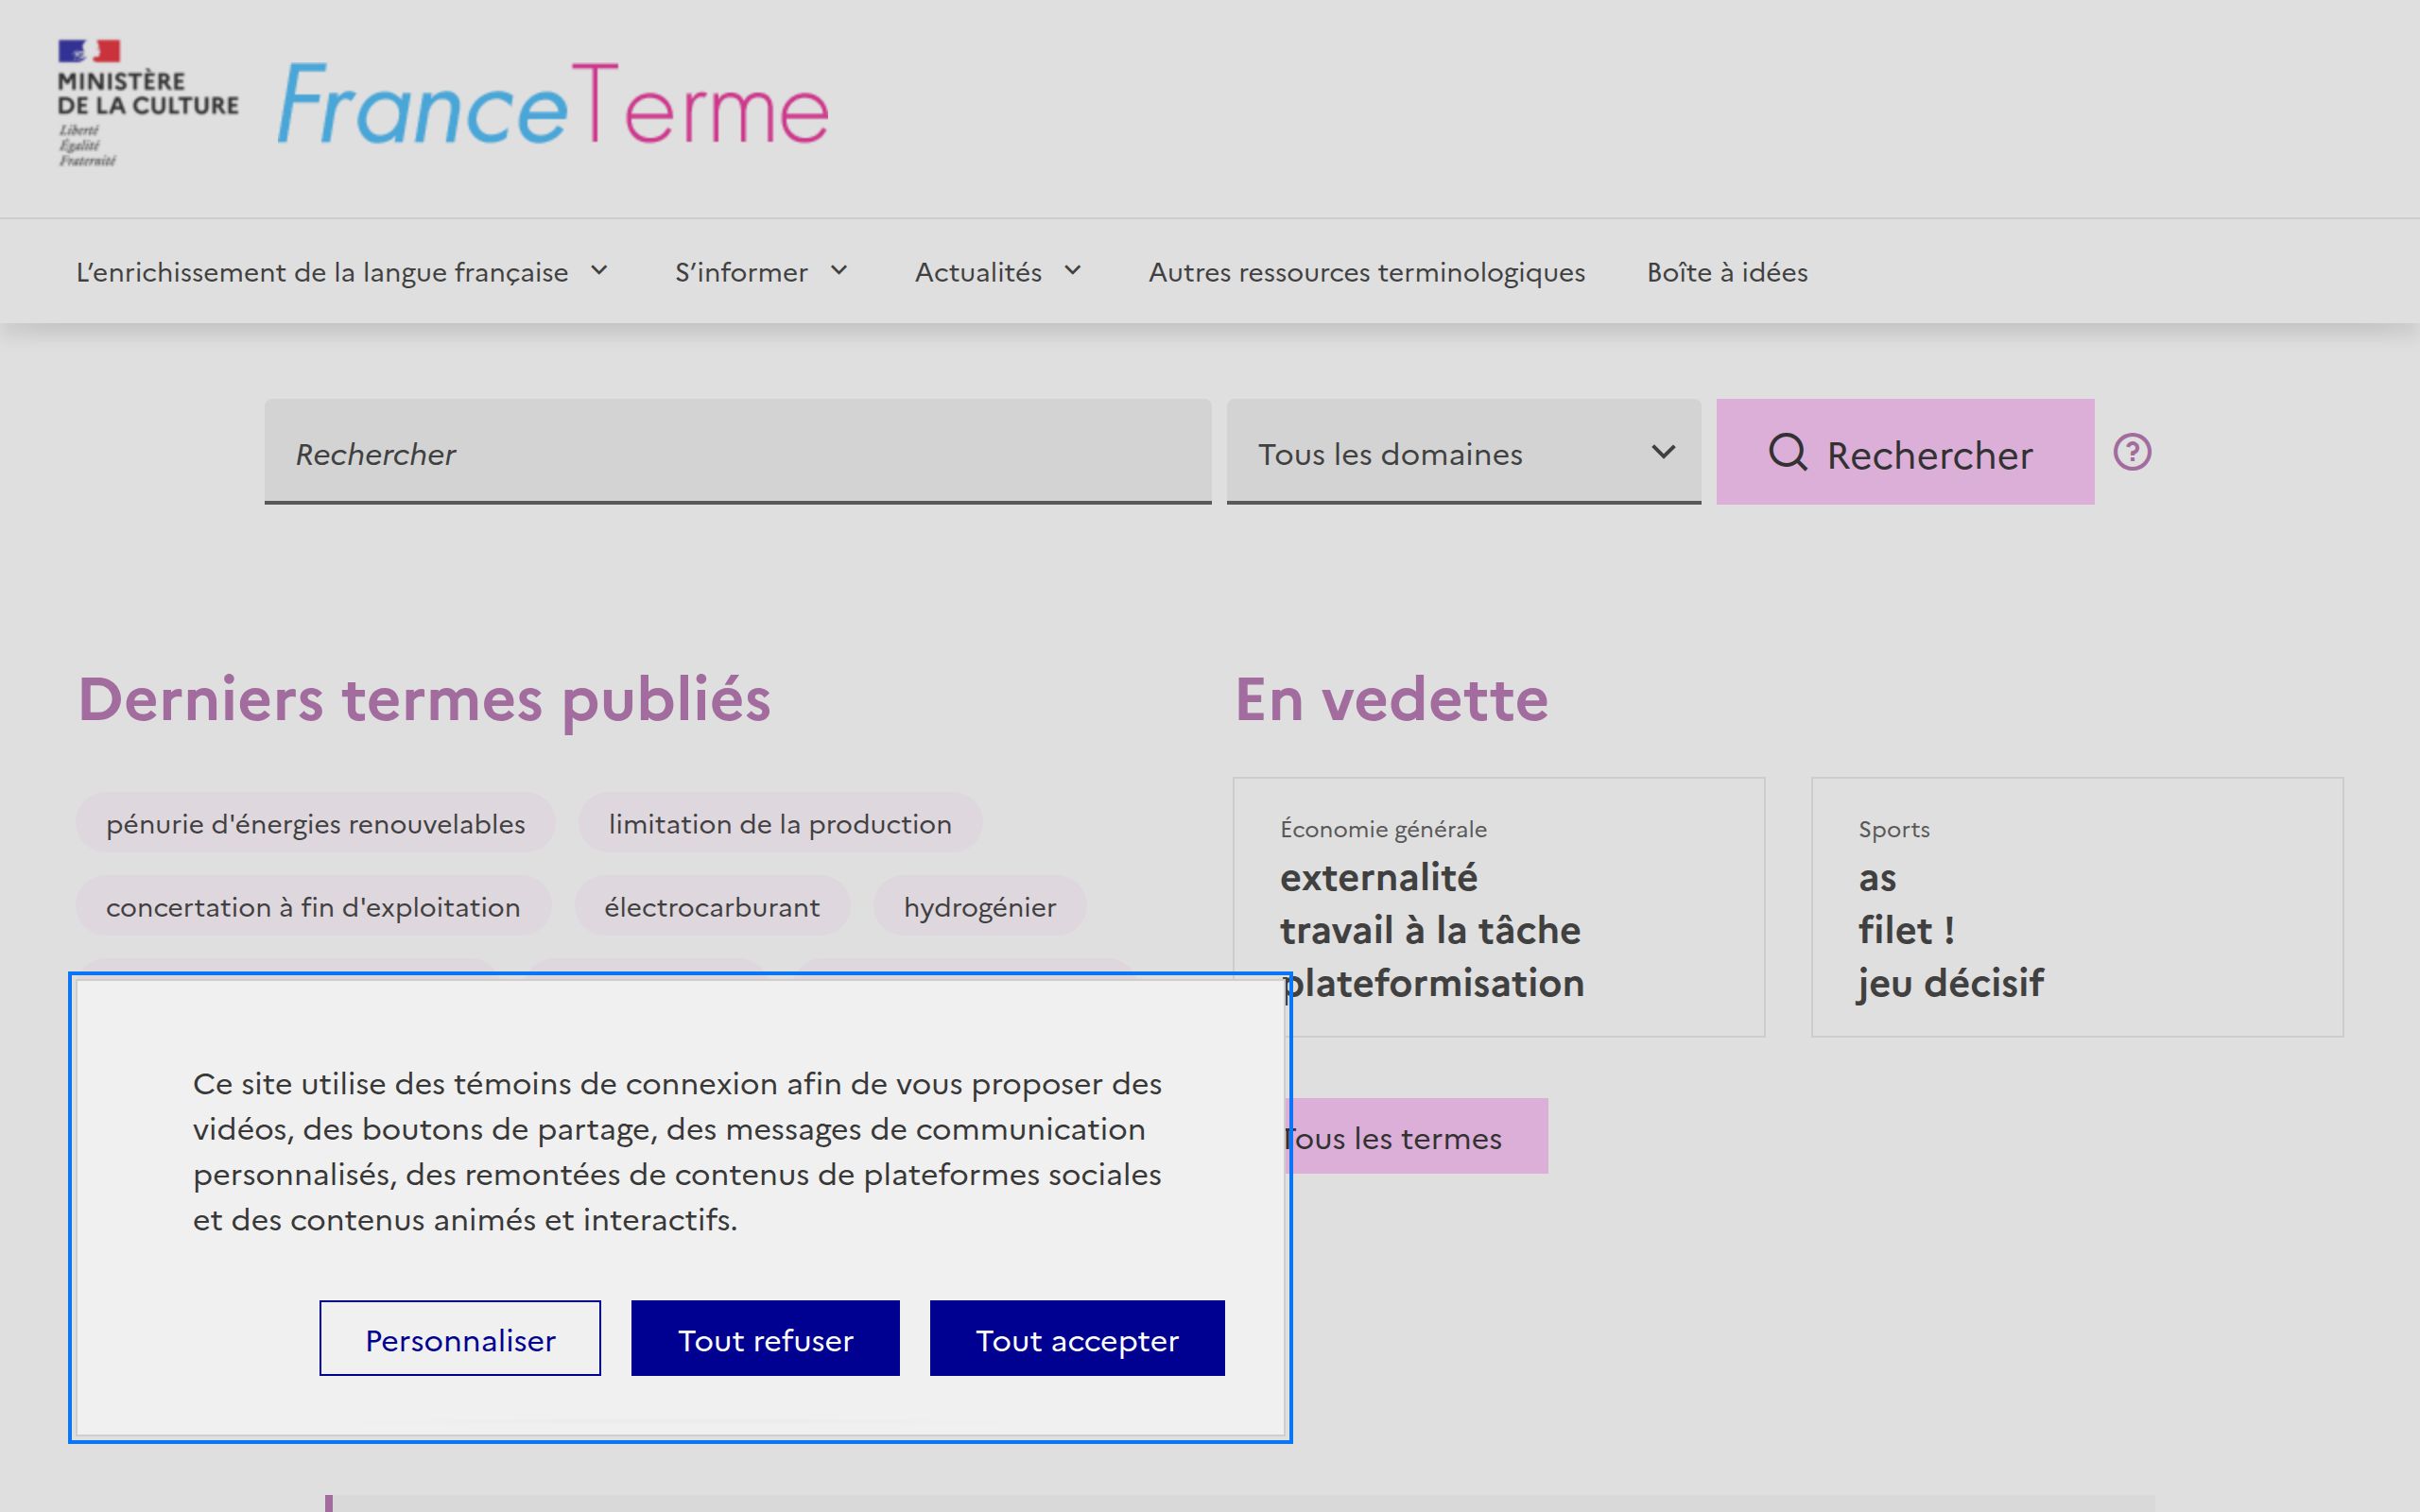 MINISTÈRE
DE LA CULTURE
Liberté
Égalité
Fraternité
FranceTerme
L’enrichissement de la langue française
S’informer
Actualités
Autres ressources terminologiques
Boîte à idées
Rechercher
Tous les domaines
Rechercher
?
Derniers termes publiés
pénurie d'énergies renouvelables
limitation de la production
concertation à fin d'exploitation
électrocarburant
hydrogénier
En vedette
Économie générale
externalité
travail à la tâche
plateformisation
Sports
as
filet !
jeu décisif
Tous les termes
Ce site utilise des témoins de connexion afin de vous proposer des
vidéos, des boutons de partage, des messages de communication
personnalisés, des remontées de contenus de plateformes sociales
et des contenus animés et interactifs.
Personnaliser
Tout refuser
Tout accepter